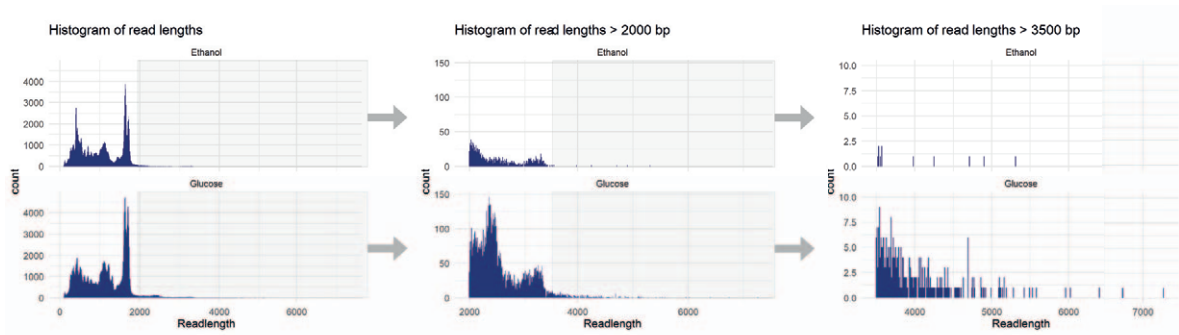 Histogram of read lengths
Ethanol
4000
3000
2000
1000
0
Glucose
4000
3000
2000
1000
0
0
2000
4000
6000
count
Readlength
Histogram of read lengths > 2000 bp
Ethanol
150
100
50
0
Glucose
150
100
50
0
2000
4000
6000
count
Readlength
Histogram of read lengths > 3500 bp
Ethanol
10.0
7.5
5.0
2.5
0.0
Glucose
10.0
7.5
5.0
2.5
0.0
4000
5000
6000
7000
count
Readlength